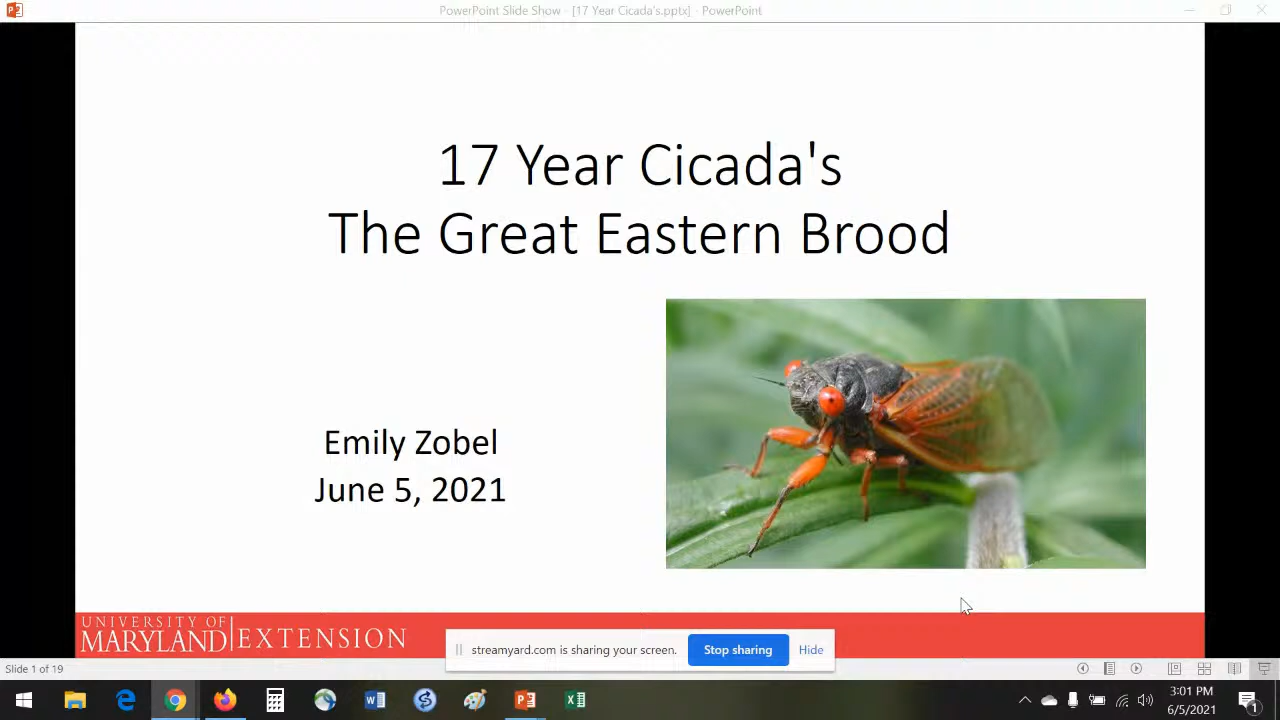 PowerPoint Slide Show - [17 Year Cicada's.pptx] - PowerPoint
17 Year Cicada's
The Great Eastern Brood
Emily Zobel
June 5, 2021
UNIVERSITY OF
MARYLAND EXTENSION
streamyard.com is sharing your screen.
Stop sharing
Hide
Slide 1 of 19
3:01 PM
6/5/2021
1